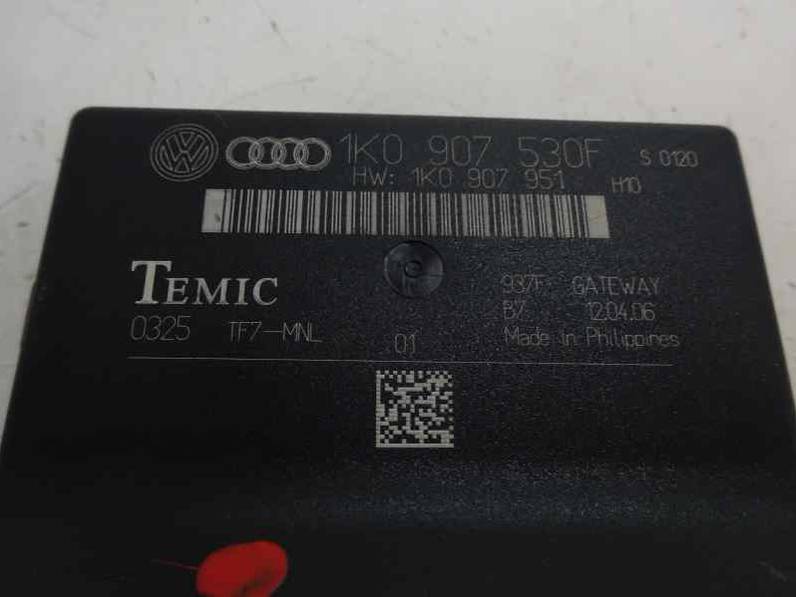 1K0 907 530F S 0120
HW: 1K0 907 951 H10
TEMIC
937F GATEWAY
B7 12.04.06
0325 TF7-MNL 01 Made in Philippines